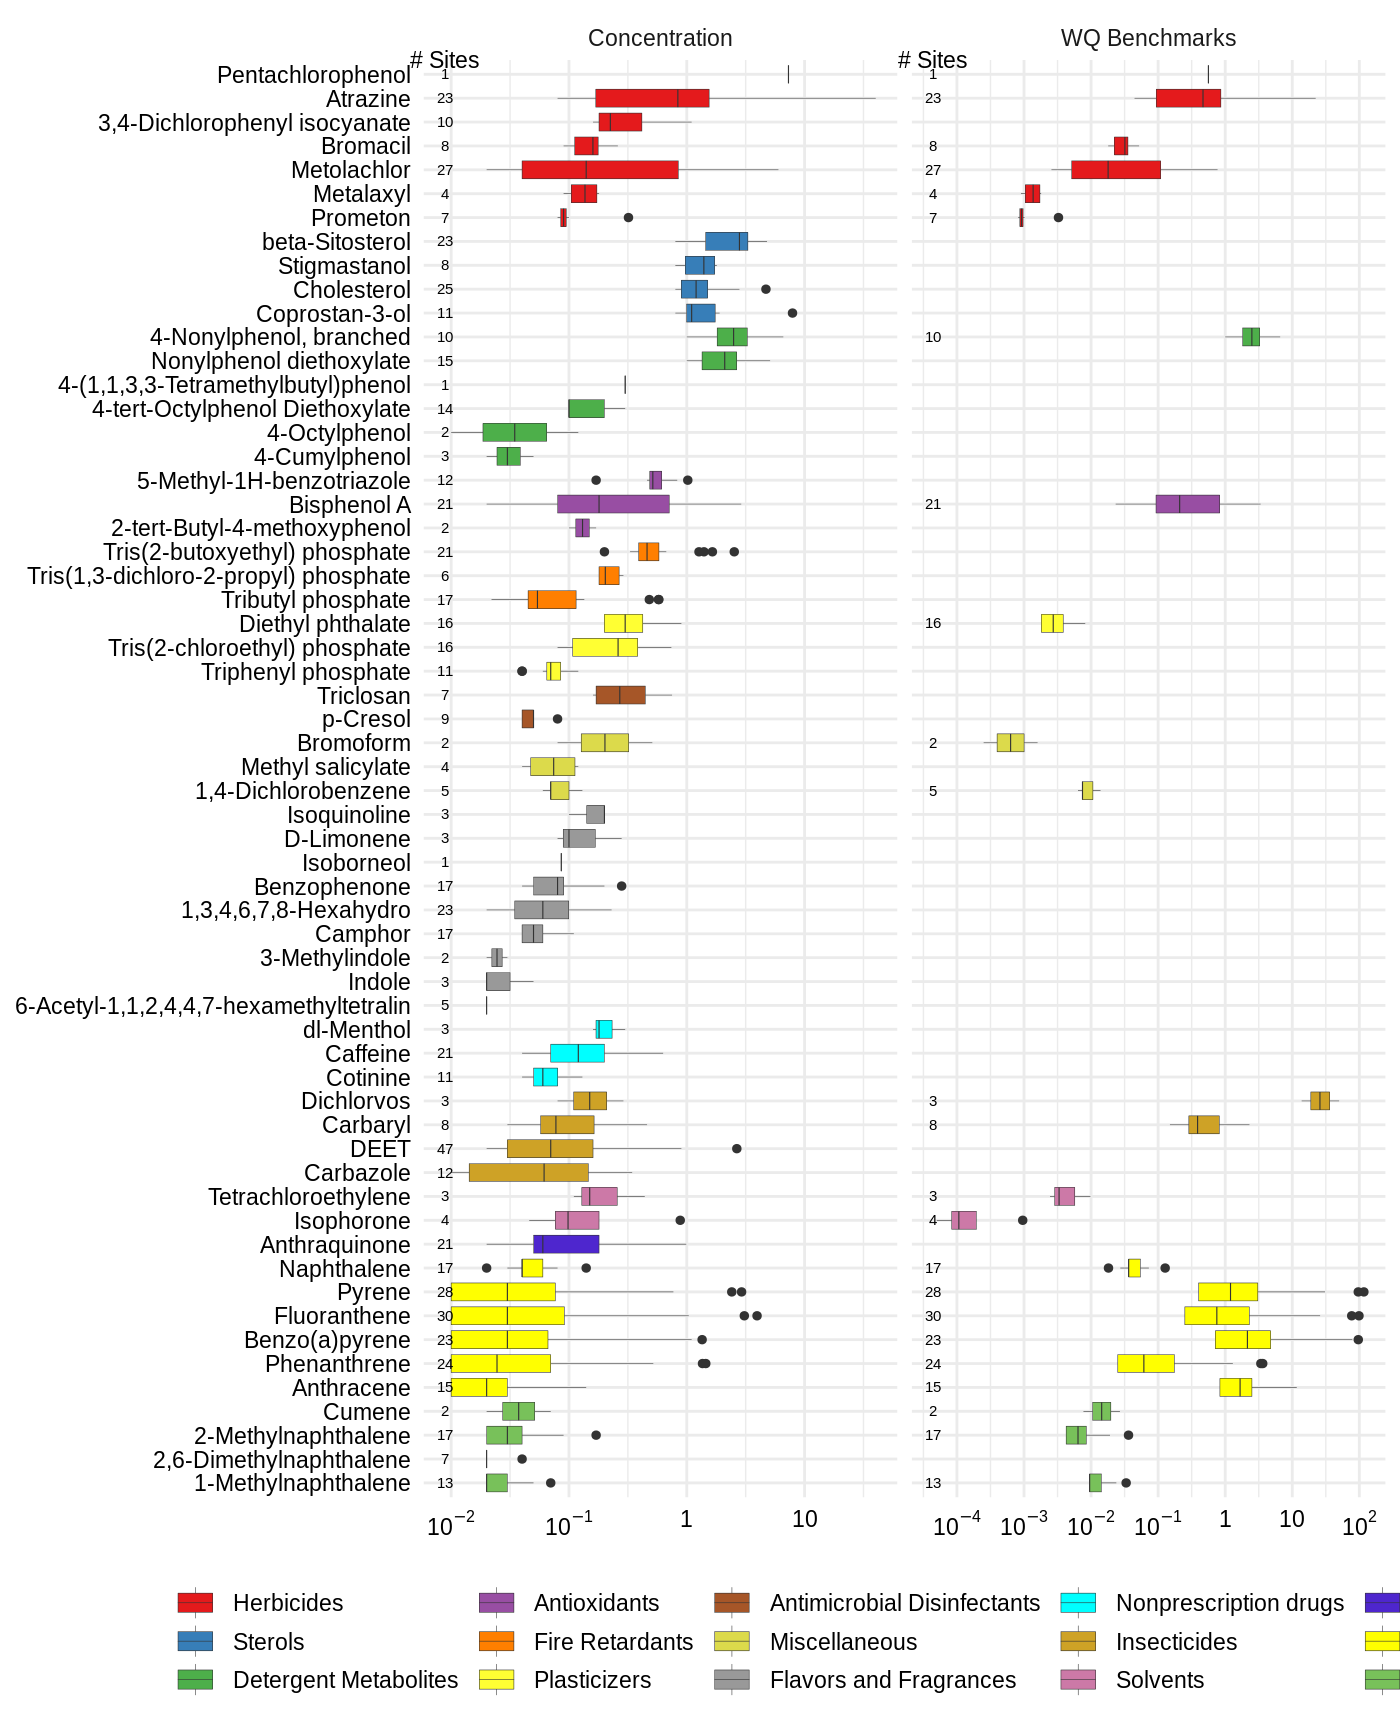 Concentration WQ Benchmarks
# Sites # Sites
Pentachlorophenol 1 1
Atrazine 23 23
3,4-Dichlorophenyl isocyanate 10
Bromacil 8 8
Metolachlor 27 27
Metalaxyl 4 4
Prometon 7 7
beta-Sitosterol 23
Stigmastanol 8
Cholesterol 25
Coprostan-3-ol 11
4-Nonylphenol, branched 10 10
Nonylphenol diethoxylate 15
4-(1,1,3,3-Tetramethylbutyl)phenol 1
4-tert-Octylphenol Diethoxylate 14
4-Octylphenol 2
4-Cumylphenol 3
5-Methyl-1H-benzotriazole 12
Bisphenol A 21 21
2-tert-Butyl-4-methoxyphenol 2
Tris(2-butoxyethyl) phosphate 21
Tris(1,3-dichloro-2-propyl) phosphate 6
Tributyl phosphate 17
Diethyl phthalate 16 16
Tris(2-chloroethyl) phosphate 16
Triphenyl phosphate 11
Triclosan 7
p-Cresol 9
Bromoform 2 2
Methyl salicylate 4
1,4-Dichlorobenzene 5 5
Isoquinoline 3
D-Limonene 3
Isoborneol 1
Benzophenone 17
1,3,4,6,7,8-Hexahydro 23
Camphor 17
3-Methylindole 2
Indole 3
6-Acetyl-1,1,2,4,4,7-hexamethyltetralin 5
dl-Menthol 3
Caffeine 21
Cotinine 11
Dichlorvos 3 3
Carbaryl 8 8
DEET 47
Carbazole 12
Tetrachloroethylene 3 3
Isophorone 4 4
Anthraquinone 21
Naphthalene 17 17
Pyrene 28 28
Fluoranthene 30 30
Benzo(a)pyrene 23 23
Phenanthrene 24 24
Anthracene 15 15
Cumene 2 2
2-Methylnaphthalene 17 17
2,6-Dimethylnaphthalene 7
1-Methylnaphthalene 13 13
10⁻² 10⁻¹ 1 10 10⁻⁴ 10⁻³ 10⁻² 10⁻¹ 1 10 10²
Herbicides Antioxidants Antimicrobial Disinfectants Nonprescription drugs
Sterols Fire Retardants Miscellaneous Insecticides
Detergent Metabolites Plasticizers Flavors and Fragrances Solvents